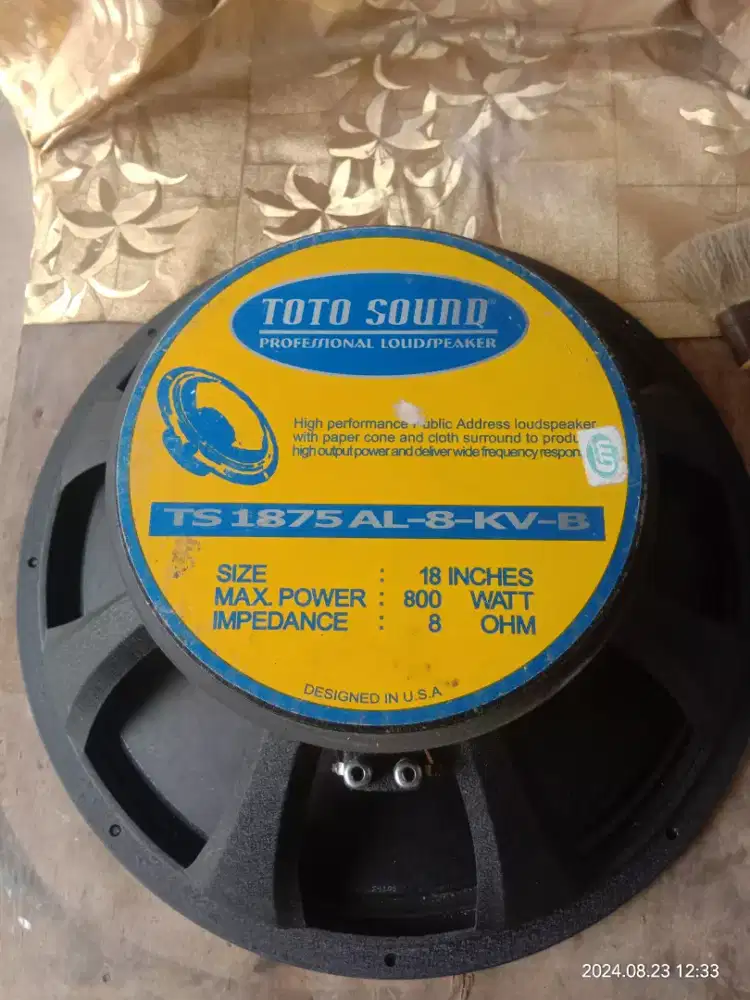 TOTO SOUND®
PROFESSIONAL LOUDSPEAKER
High performance Address loudspeaker
with paper cone and cloth surround to
high output power and deliver wide frequency
TS 1875 AL-8-KV-B
SIZE : 18 INCHES
MAX. POWER : 800 WATT
IMPEDANCE : 8 OHM
DESIGNED IN U.S.A
2024.08.23 12:33